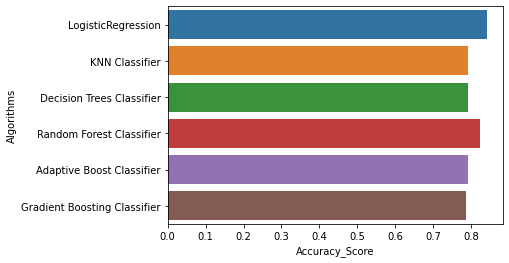 LogisticRegression
KNN Classifier
Decision Trees Classifier
Random Forest Classifier
Adaptive Boost Classifier
Gradient Boosting Classifier
Algorithms
0.0 0.1 0.2 0.3 0.4 0.5 0.6 0.7 0.8
Accuracy_Score